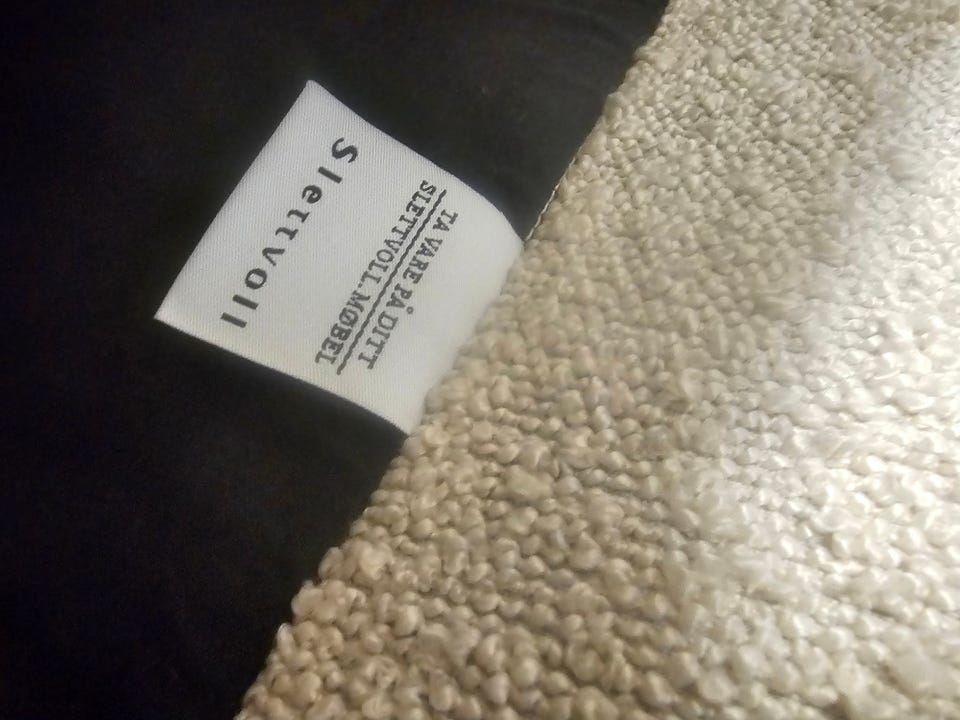 TA VARE PÅ DITT
SLETTVOLL MØBEL
Slettvoll